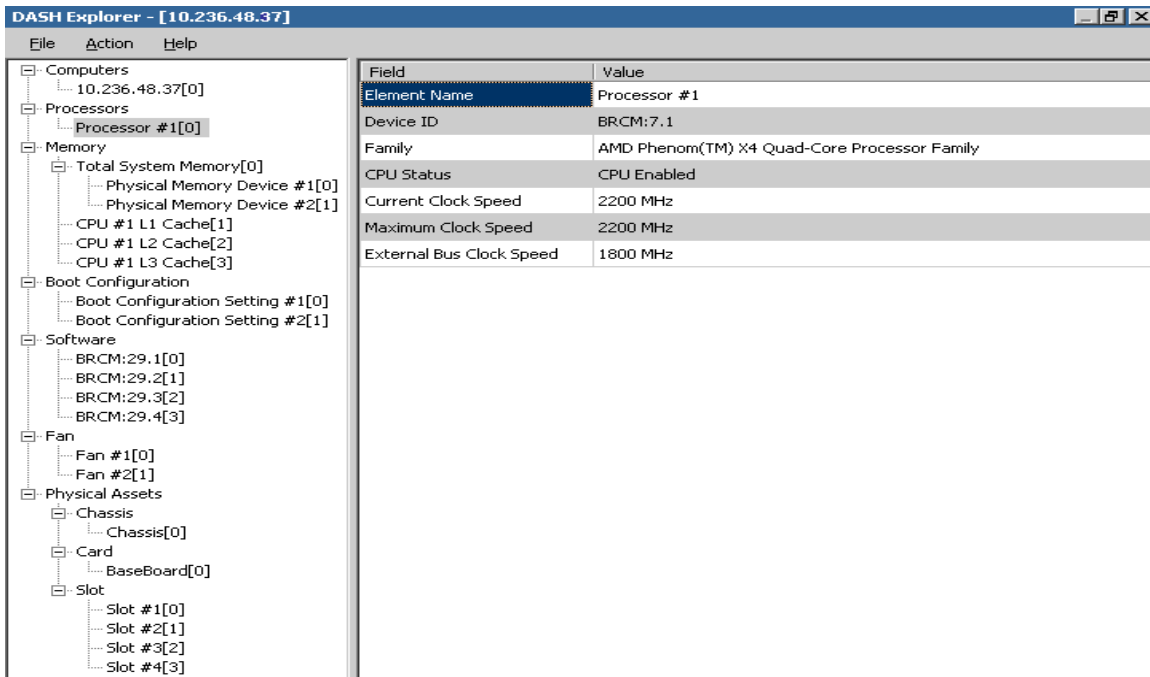 DASH Explorer - [10.236.48.37]
File Action Help
Computers
10.236.48.37[0]
Processors
Processor #1[0]
Memory
Total System Memory[0]
Physical Memory Device #1[0]
Physical Memory Device #2[1]
CPU #1 L1 Cache[1]
CPU #1 L2 Cache[2]
CPU #1 L3 Cache[3]
Boot Configuration
Boot Configuration Setting #1[0]
Boot Configuration Setting #2[1]
Software
BRCM:29.1[0]
BRCM:29.2[1]
BRCM:29.3[2]
BRCM:29.4[3]
Fan
Fan #1[0]
Fan #2[1]
Physical Assets
Chassis
Chassis[0]
Card
BaseBoard[0]
Slot
Slot #1[0]
Slot #2[1]
Slot #3[2]
Slot #4[3]
Field Value
Element Name Processor #1
Device ID BRCM:7.1
Family AMD Phenom(TM) X4 Quad-Core Processor Family
CPU Status CPU Enabled
Current Clock Speed 2200 MHz
Maximum Clock Speed 2200 MHz
External Bus Clock Speed 1800 MHz